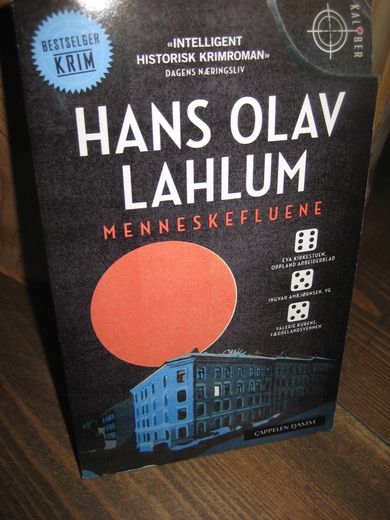 BESTSELGER
KRIM
«INTELLIGENT
HISTORISK KRIMROMAN»
DAGENS NÆRINGSLIV
KALOBER
HANS OLAV
LAHLUM
MENNESKEFLUENE
EVA KIRKESTUEN,
OPPLAND ARBEIDERBLAD
INGVAR AMBJØRNSEN, VG
VALERIE KUBENS,
FÆDRELANDSVENNEN
CAPPELEN DAMM